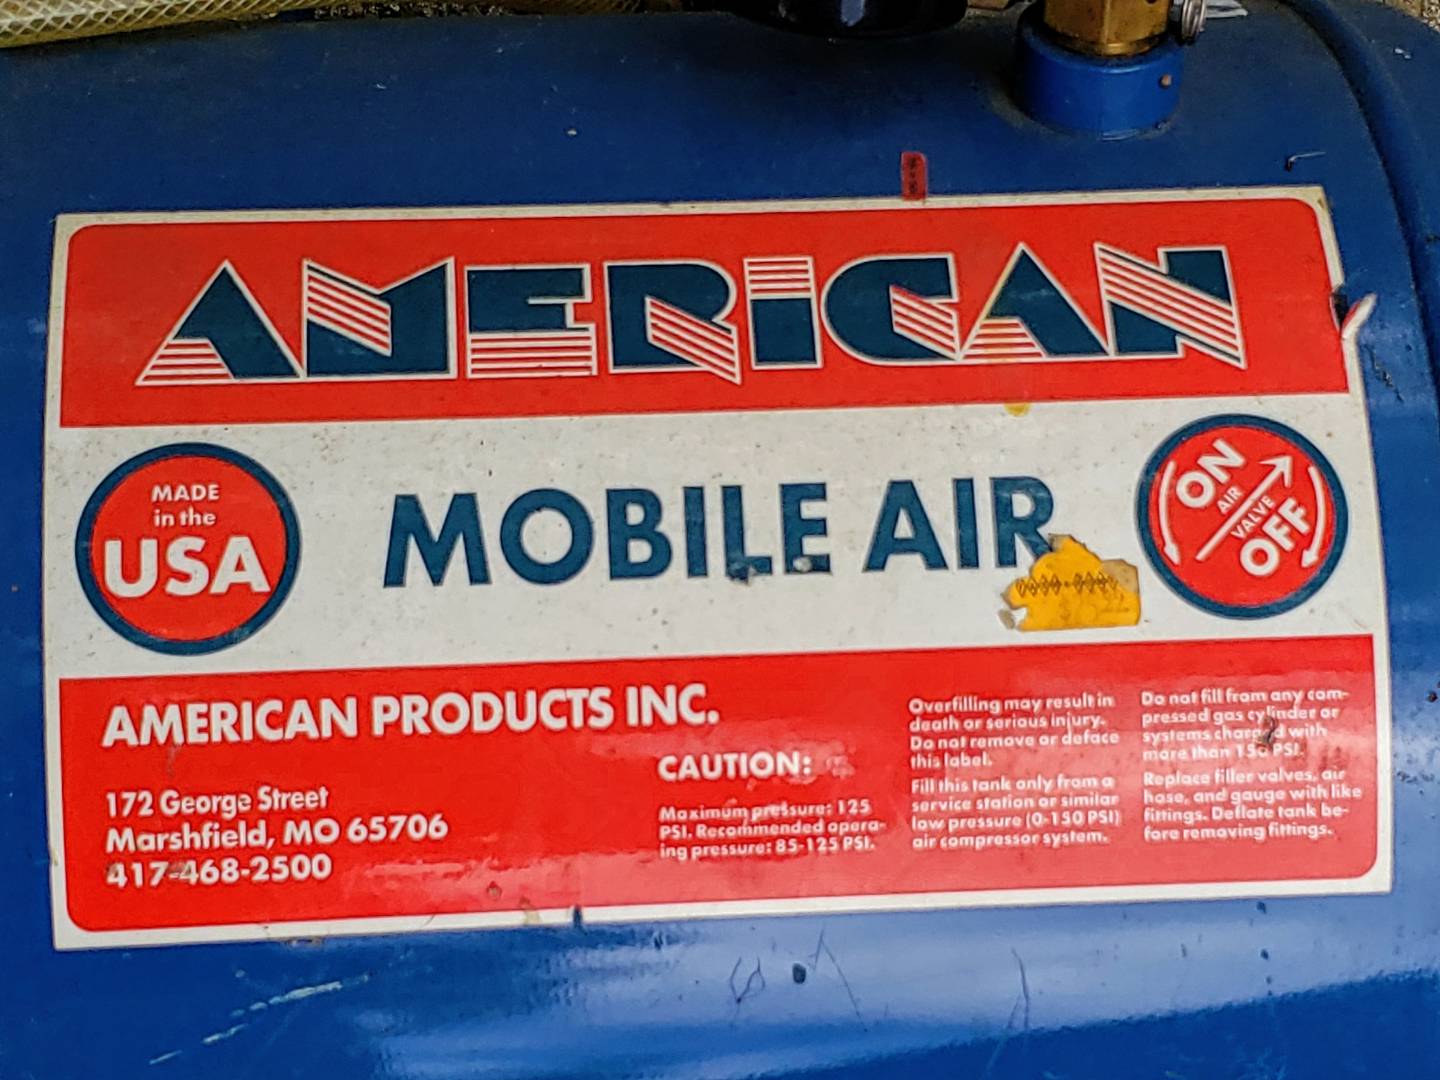 AMERICAN
MADE
in the
USA
MOBILE AIR
ON
AIR
VALVE
OFF
AMERICAN PRODUCTS INC.
172 George Street
Marshfield, MO 65706
417-468-2500
CAUTION:
Maximum pressure: 125
PSI. Recommended opera-
ing pressure: 85-125 PSI.
Overfilling may result in
death or serious injury.
Do not remove or deface
this label.
Fill this tank only from a
service station or similar
low pressure (0-150 PSI)
air compressor system.
Do not fill from any com-
pressed gas cylinder or
systems charged with
more than 150 PSI.
Replace filler valves, air
hose, and gauge with like
fittings. Deflate tank be-
fore removing fittings.